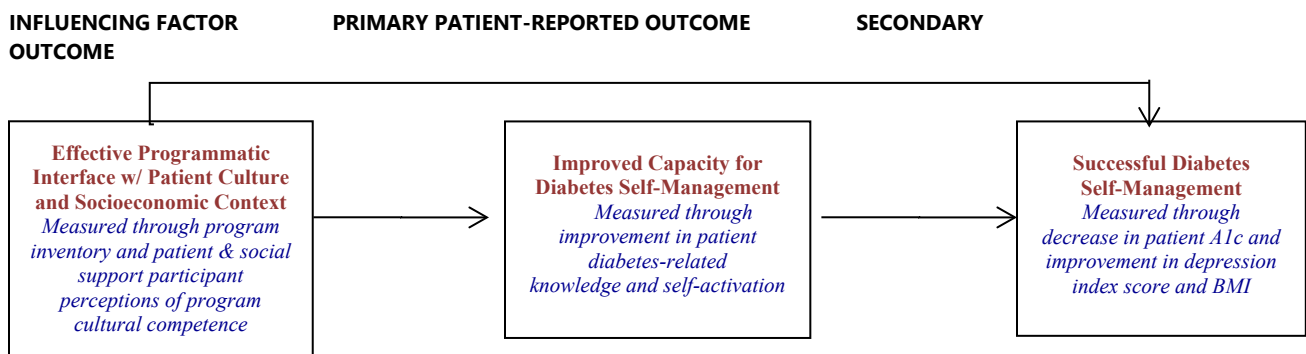 INFLUENCING FACTOR PRIMARY PATIENT-REPORTED OUTCOME SECONDARY
OUTCOME
Effective Programmatic
Interface w/ Patient Culture
and Socioeconomic Context
Measured through program
inventory and patient & social
support participant
perceptions of program
cultural competence
Improved Capacity for
Diabetes Self-Management
Measured through
improvement in patient
diabetes-related
knowledge and self-activation
Successful Diabetes
Self-Management
Measured through
decrease in patient A1c and
improvement in depression
index score and BMI